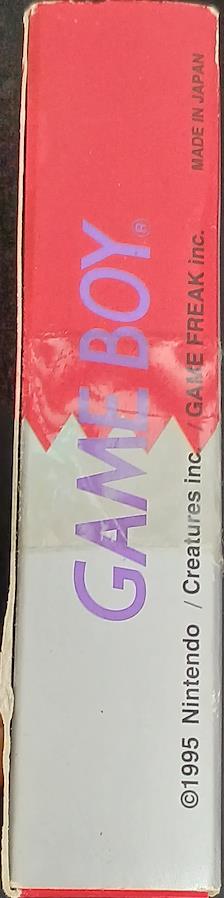 GAME BOY®
©1995 Nintendo / Creatures inc. / GAME FREAK inc. MADE IN JAPAN